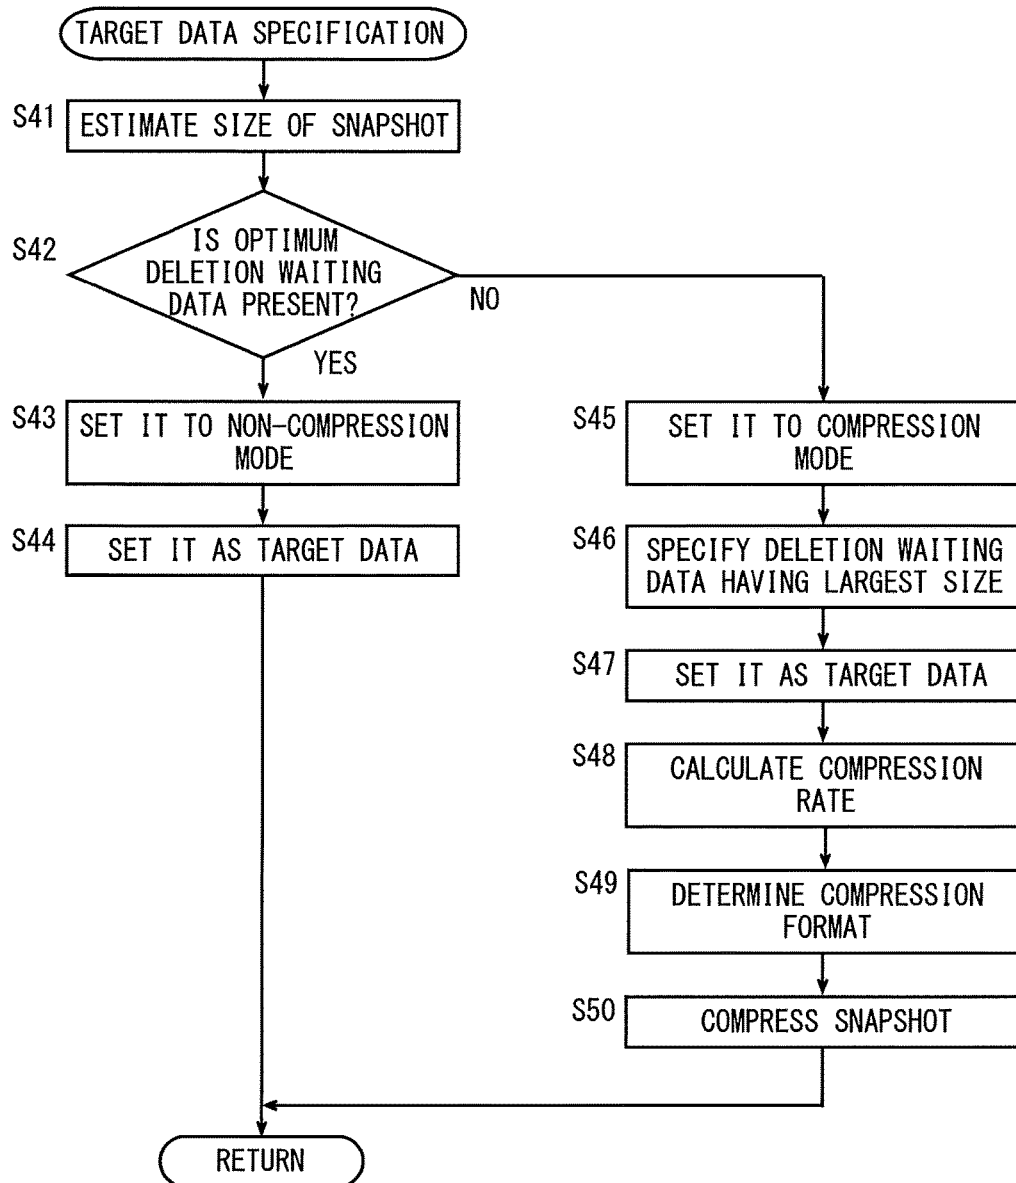 TARGET DATA SPECIFICATION
S41
ESTIMATE SIZE OF SNAPSHOT
S42
IS OPTIMUM
DELETION WAITING
DATA PRESENT?
NO
YES
S43
SET IT TO NON-COMPRESSION
MODE
S44
SET IT AS TARGET DATA
S45
SET IT TO COMPRESSION
MODE
S46
SPECIFY DELETION WAITING
DATA HAVING LARGEST SIZE
S47
SET IT AS TARGET DATA
S48
CALCULATE COMPRESSION
RATE
S49
DETERMINE COMPRESSION
FORMAT
S50
COMPRESS SNAPSHOT
RETURN